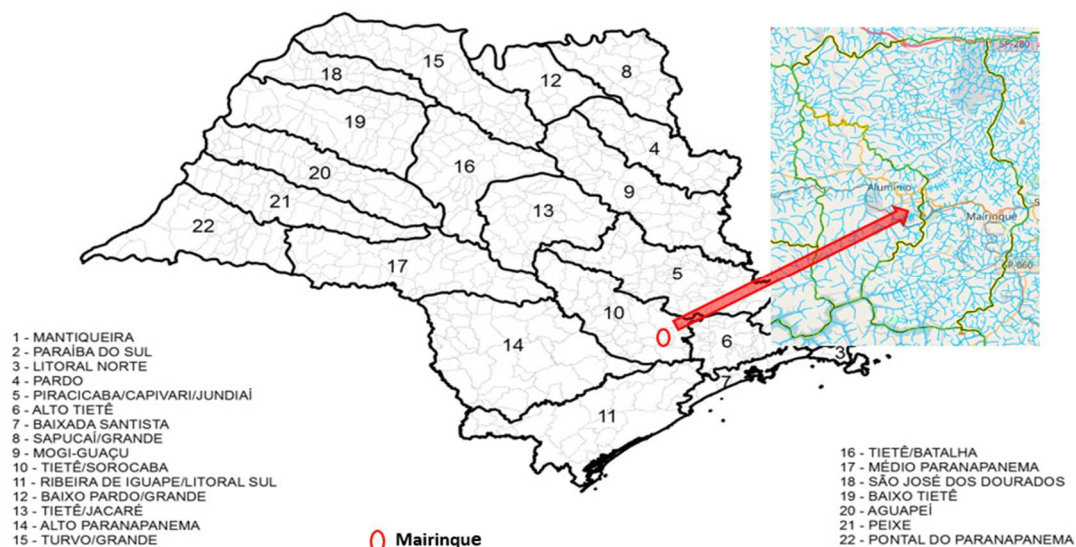 15
8
18
12
SP-280
19
4
20
16
9
Alumínio
21
13
Mairinque
22
5
17
10
SP-060
6
14
3
7
11
1 - MANTIQUEIRA
2 - PARAÍBA DO SUL
3 - LITORAL NORTE
4 - PARDO
5 - PIRACICABA/CAPIVARI/JUNDIAÍ
6 - ALTO TIETÊ
7 - BAIXADA SANTISTA
8 - SAPUCAÍ/GRANDE
9 - MOGI-GUAÇU
10 - TIETÊ/SOROCABA
11 - RIBEIRA DE IGUAPE/LITORAL SUL
12 - BAIXO PARDO/GRANDE
13 - TIETÊ/JACARÉ
14 - ALTO PARANAPANEMA
15 - TURVO/GRANDE
Mairinque
16 - TIETÊ/BATALHA
17 - MÉDIO PARANAPANEMA
18 - SÃO JOSÉ DOS DOURADOS
19 - BAIXO TIETÊ
20 - AGUAPEÍ
21 - PEIXE
22 - PONTAL DO PARANAPANEMA